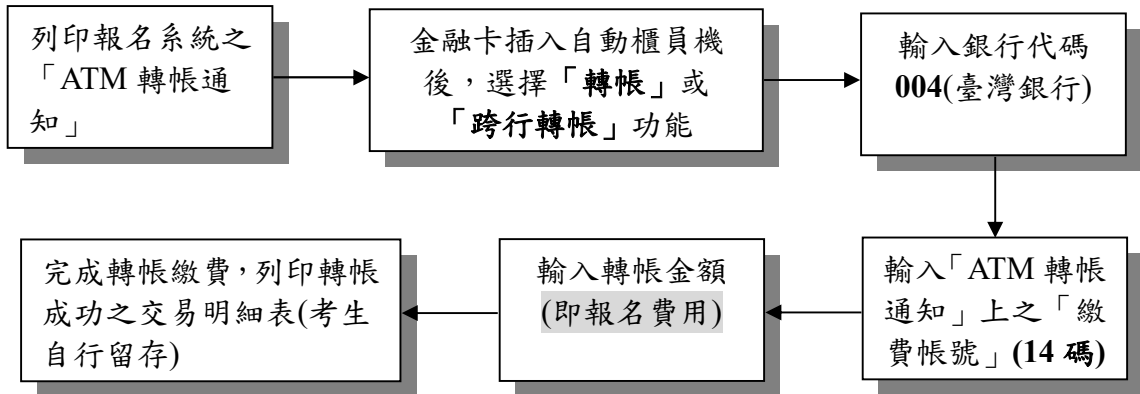 列印報名系統之
「ATM 轉帳通
知」
金融卡插入自動櫃員機
後，選擇「轉帳」或
「跨行轉帳」功能
輸入銀行代碼
004(臺灣銀行)
輸入「ATM 轉帳
通知」上之「繳
費帳號」(14 碼)
輸入轉帳金額
(即報名費用)
完成轉帳繳費，列印轉帳
成功之交易明細表(考生
自行留存)